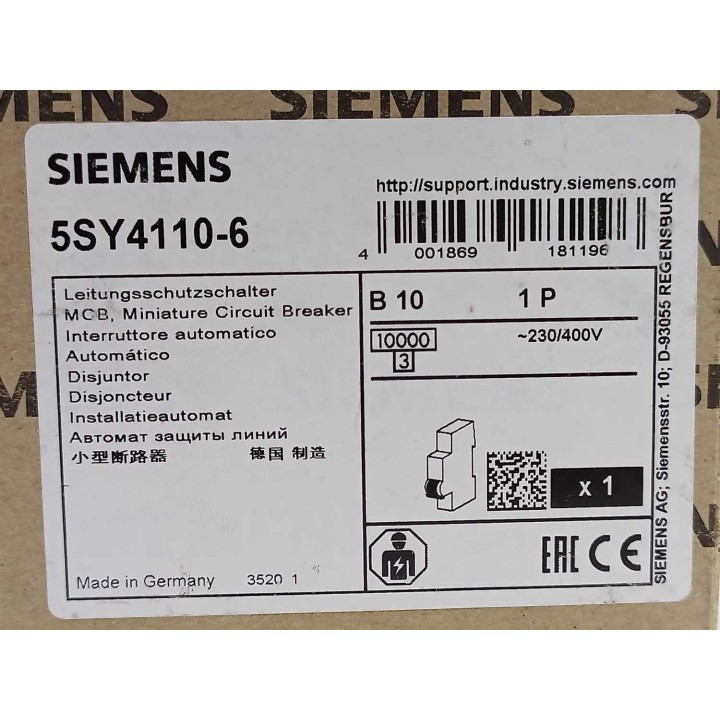 MENS SIEMENS S
SIEMENS
http://support.industry.siemens.com
5SY4110-6
4 001869 181196
Leitungsschutzschalter
MCB, Miniature Circuit Breaker
Interruttore automatico
Automático
Disjuntor
Disjoncteur
Installatieautomat
Автомат защиты линий
小型断路器 德国 制造
Made in Germany 3520 1
B 10 1 P
10000 ~230/400V
3
x 1
EAC CE
SIEMENS AG; Siemensstr. 10; D-93055 REGENSBUR